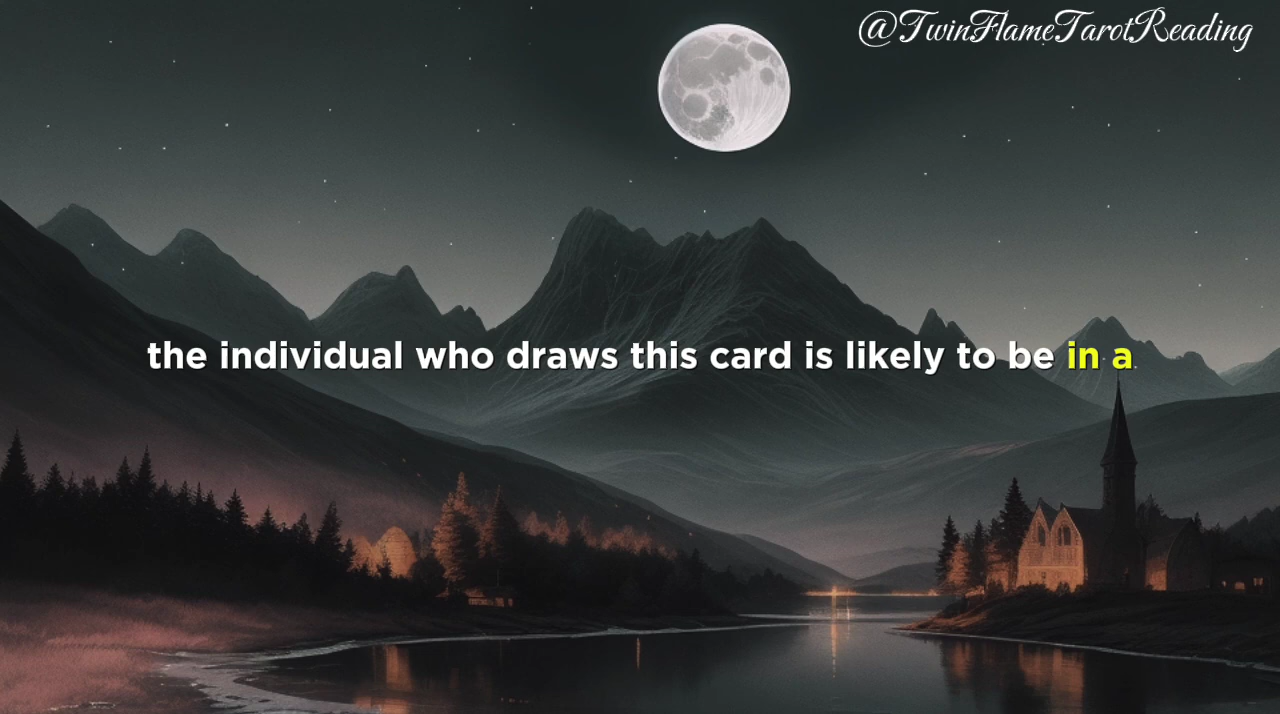 @TwinFlameTarotReading
the individual who draws this card is likely to be in a